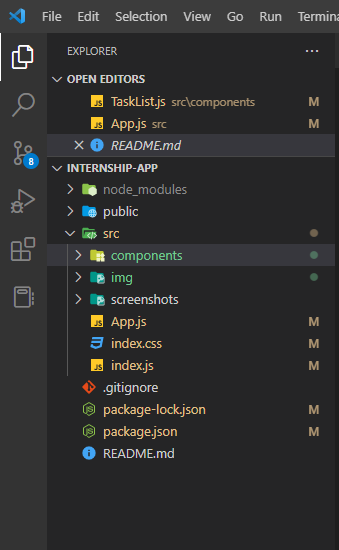 File Edit Selection View Go Run Termina
EXPLORER
OPEN EDITORS
TaskList.js src\components M
App.js src M
README.md
8
INTERNSHIP-APP
node_modules
public
src
components
img
screenshots
JS App.js M
index.css M
JS index.js M
.gitignore
package-lock.json M
package.json M
README.md